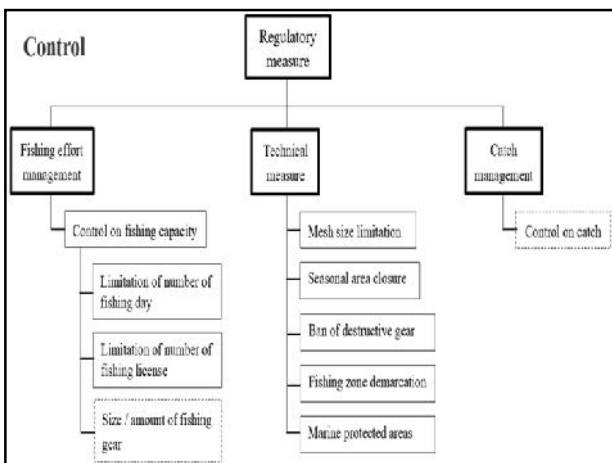 Control
Regulatory
measure
Fishing effort
management
Technical
measure
Catch
management
Control on fishing capacity
Limitation of number of
fishing day
Limitation of number of
fishing license
Size / amount of fishing
gear
Mesh size limitation
Seasonal area closure
Ban of destructive gear
Fishing zone demarcation
Marine protected areas
Control on catch